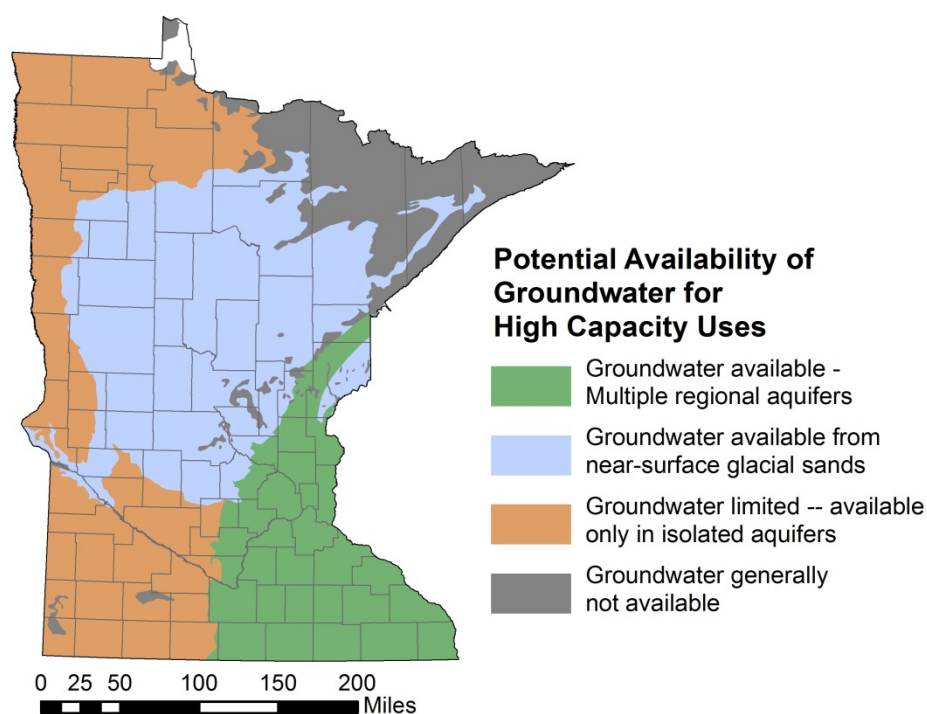 Potential Availability of
Groundwater for
High Capacity Uses
Groundwater available -
Multiple regional aquifers
Groundwater available from
near-surface glacial sands
Groundwater limited -- available
only in isolated aquifers
Groundwater generally
not available
0 25 50 100 150 200
Miles